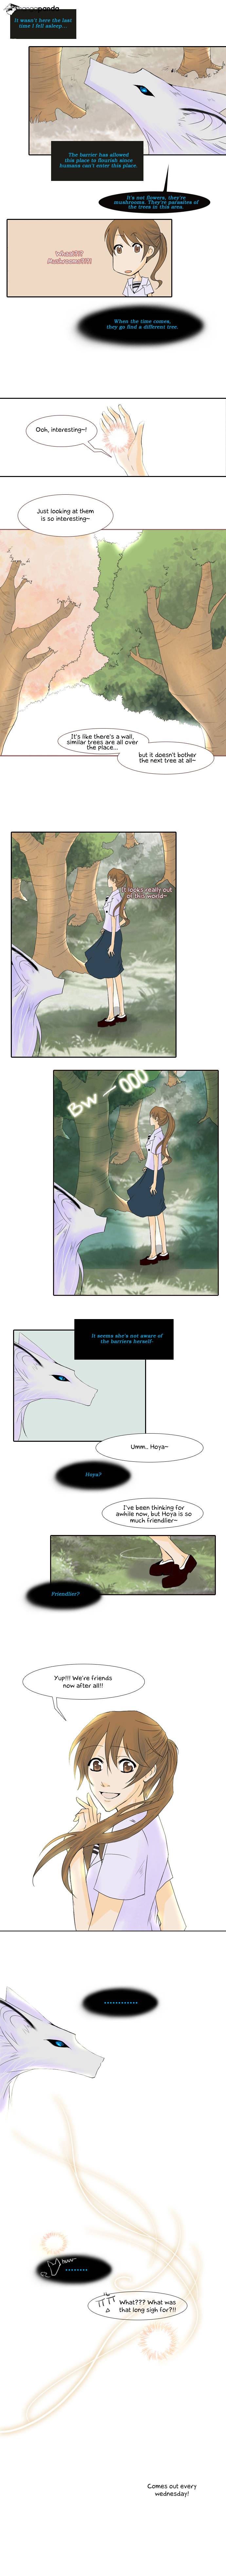 It wasn't here the last
time I fell asleep...
The barrier has allowed
this place to flourish since
humans can't enter this place.
It's not flowers, they're
mushrooms. They're parasites of
the trees in this area.
What?!!!
Mushrooms?!!!
When the time comes,
they go find a different tree.
Ooh, interesting~!
Just looking at them
is so interesting~
It's like there's a wall,
similar trees are all over
the place...
but it doesn't bother
the next tree at all~
It looks really out
of this world~
It seems she's not aware of
the barriers herself-
Umm.. Hoya~
Hoya?
I've been thinking for
awhile now, but Hoya is so
much friendlier~
Friendlier?
Yup!!! We're friends
now after all!!
............
........
What??? What was
that long sigh for?!!
Comes out every
wednesday!